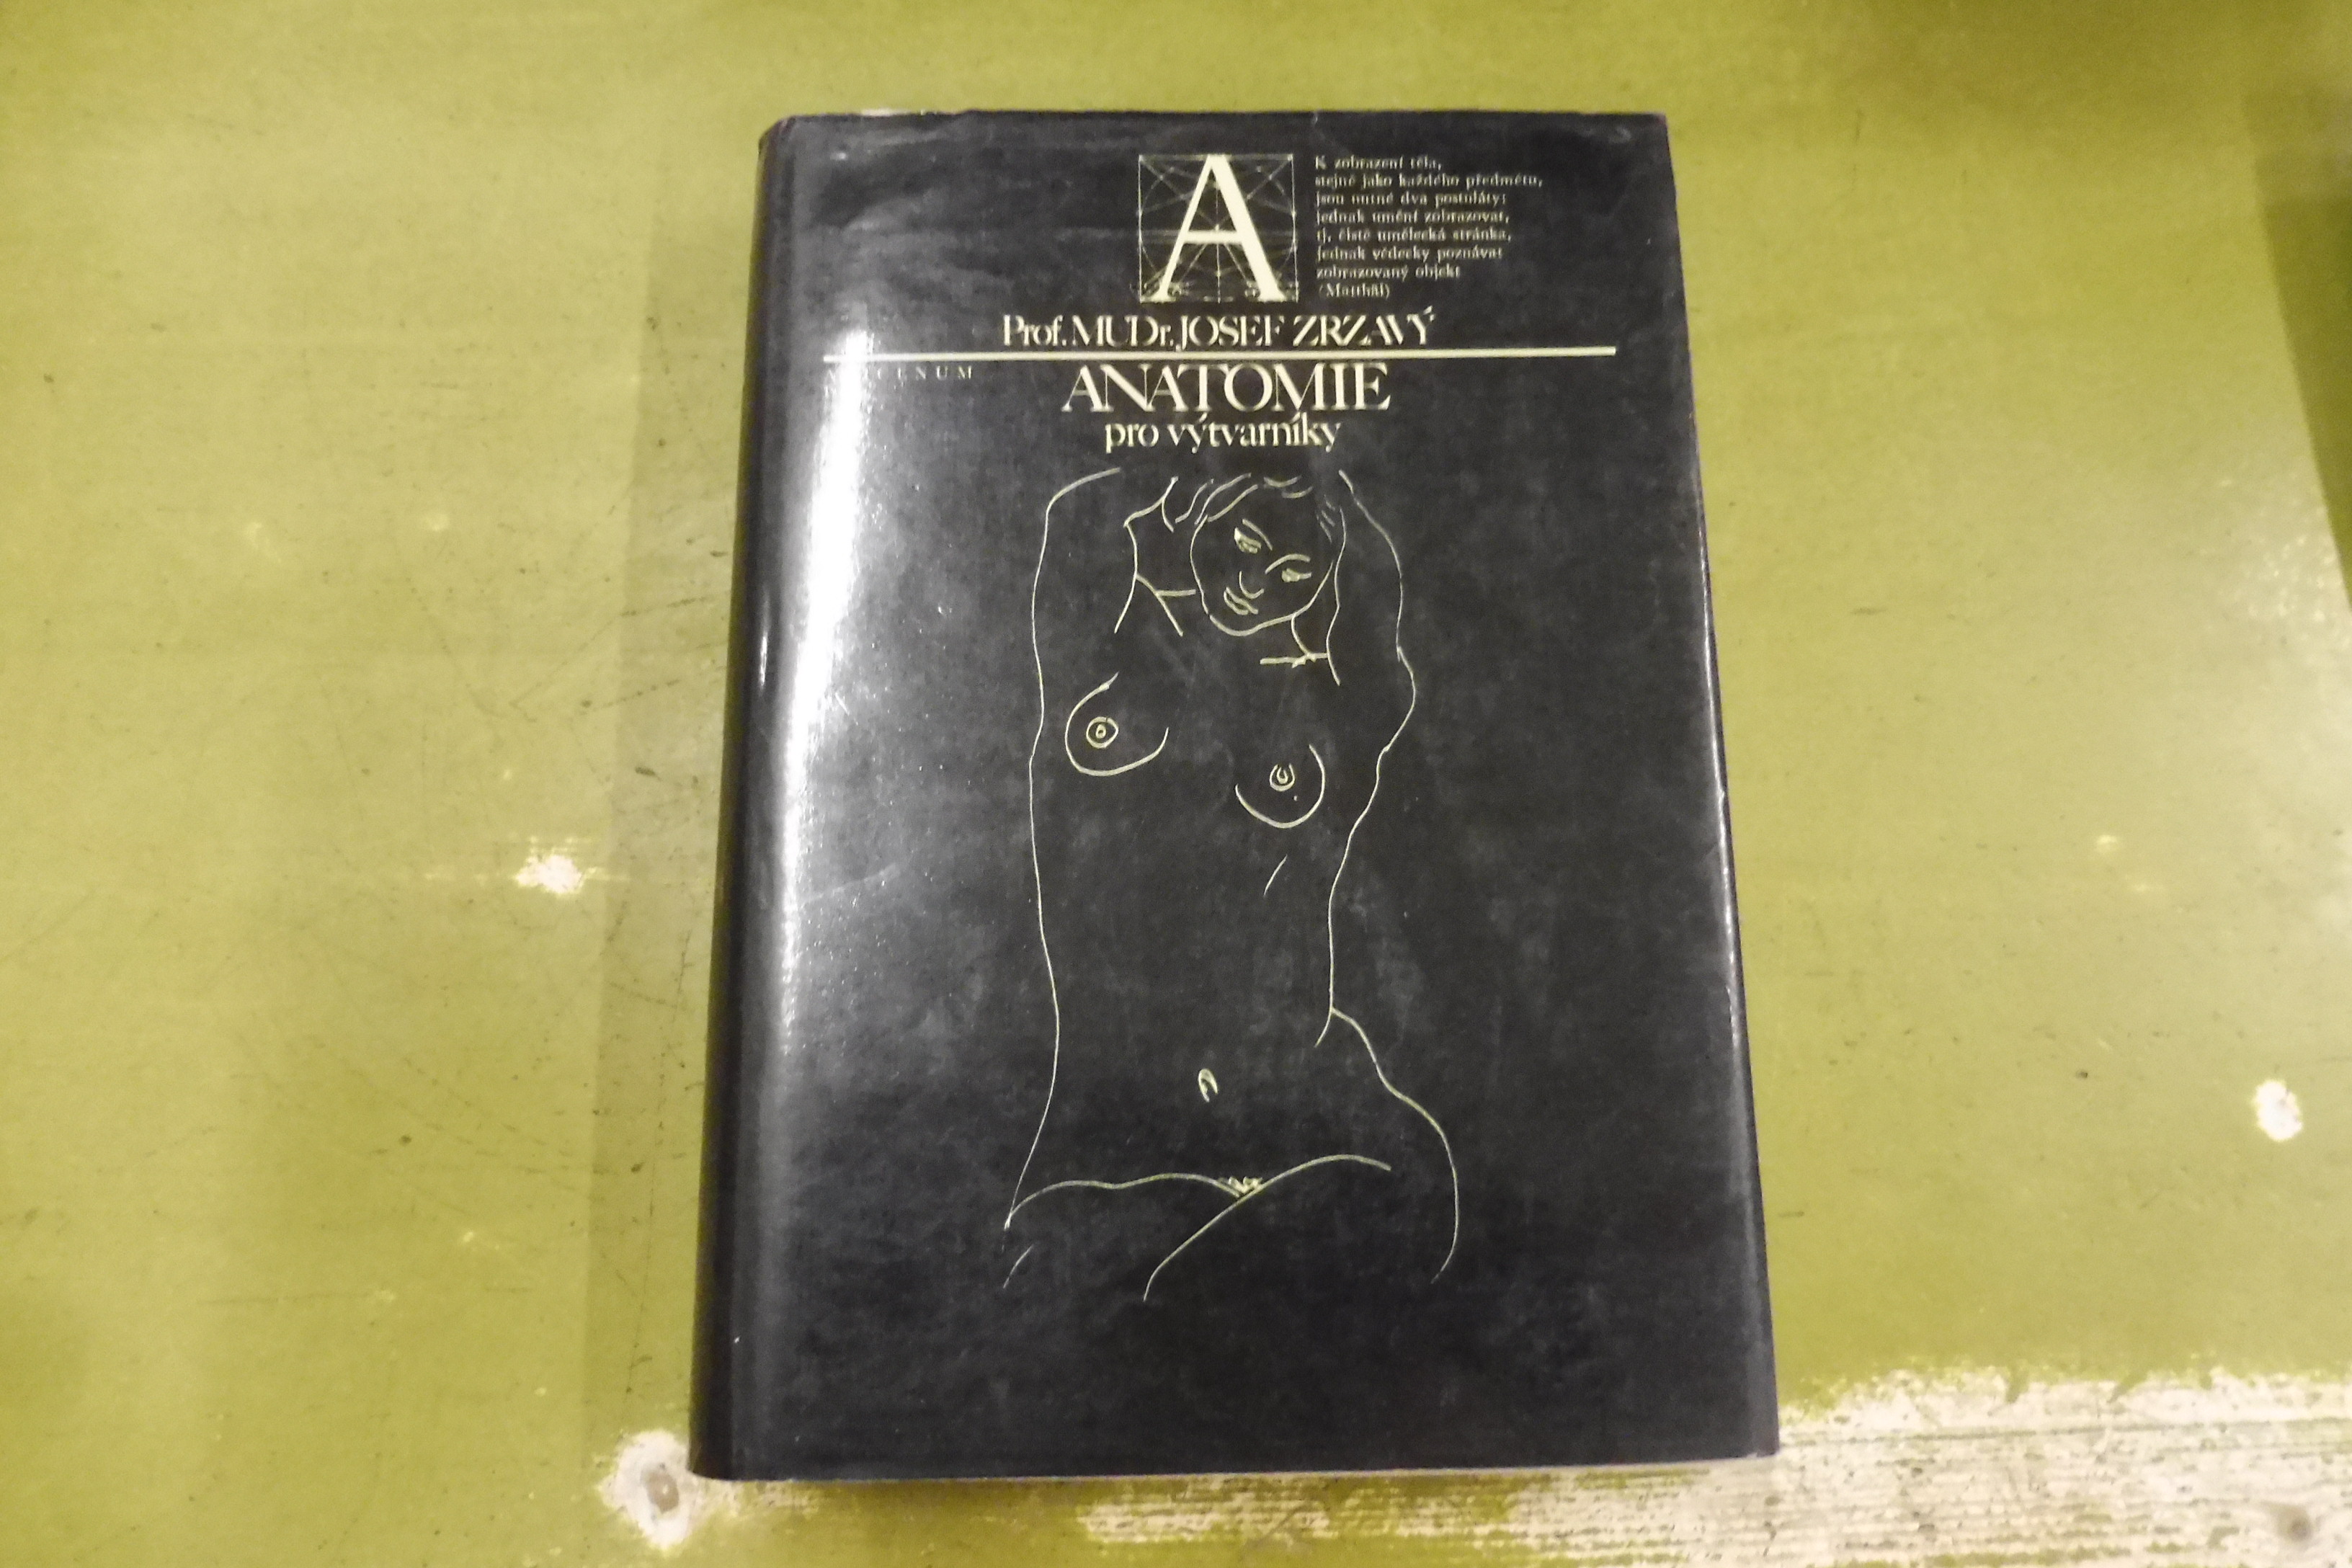 A
K zobrazení těla,
stejně jako každého předmětu,
jsou nutné dva postuláty:
jednak umění zobrazovat,
tj. čistě umělecká stránka,
jednak vědecky poznávat
zobrazovaný objekt
(Matthäi)
Prof. MUDr. JOSEF ZRZAVÝ
ANATOMIE
pro výtvarníky